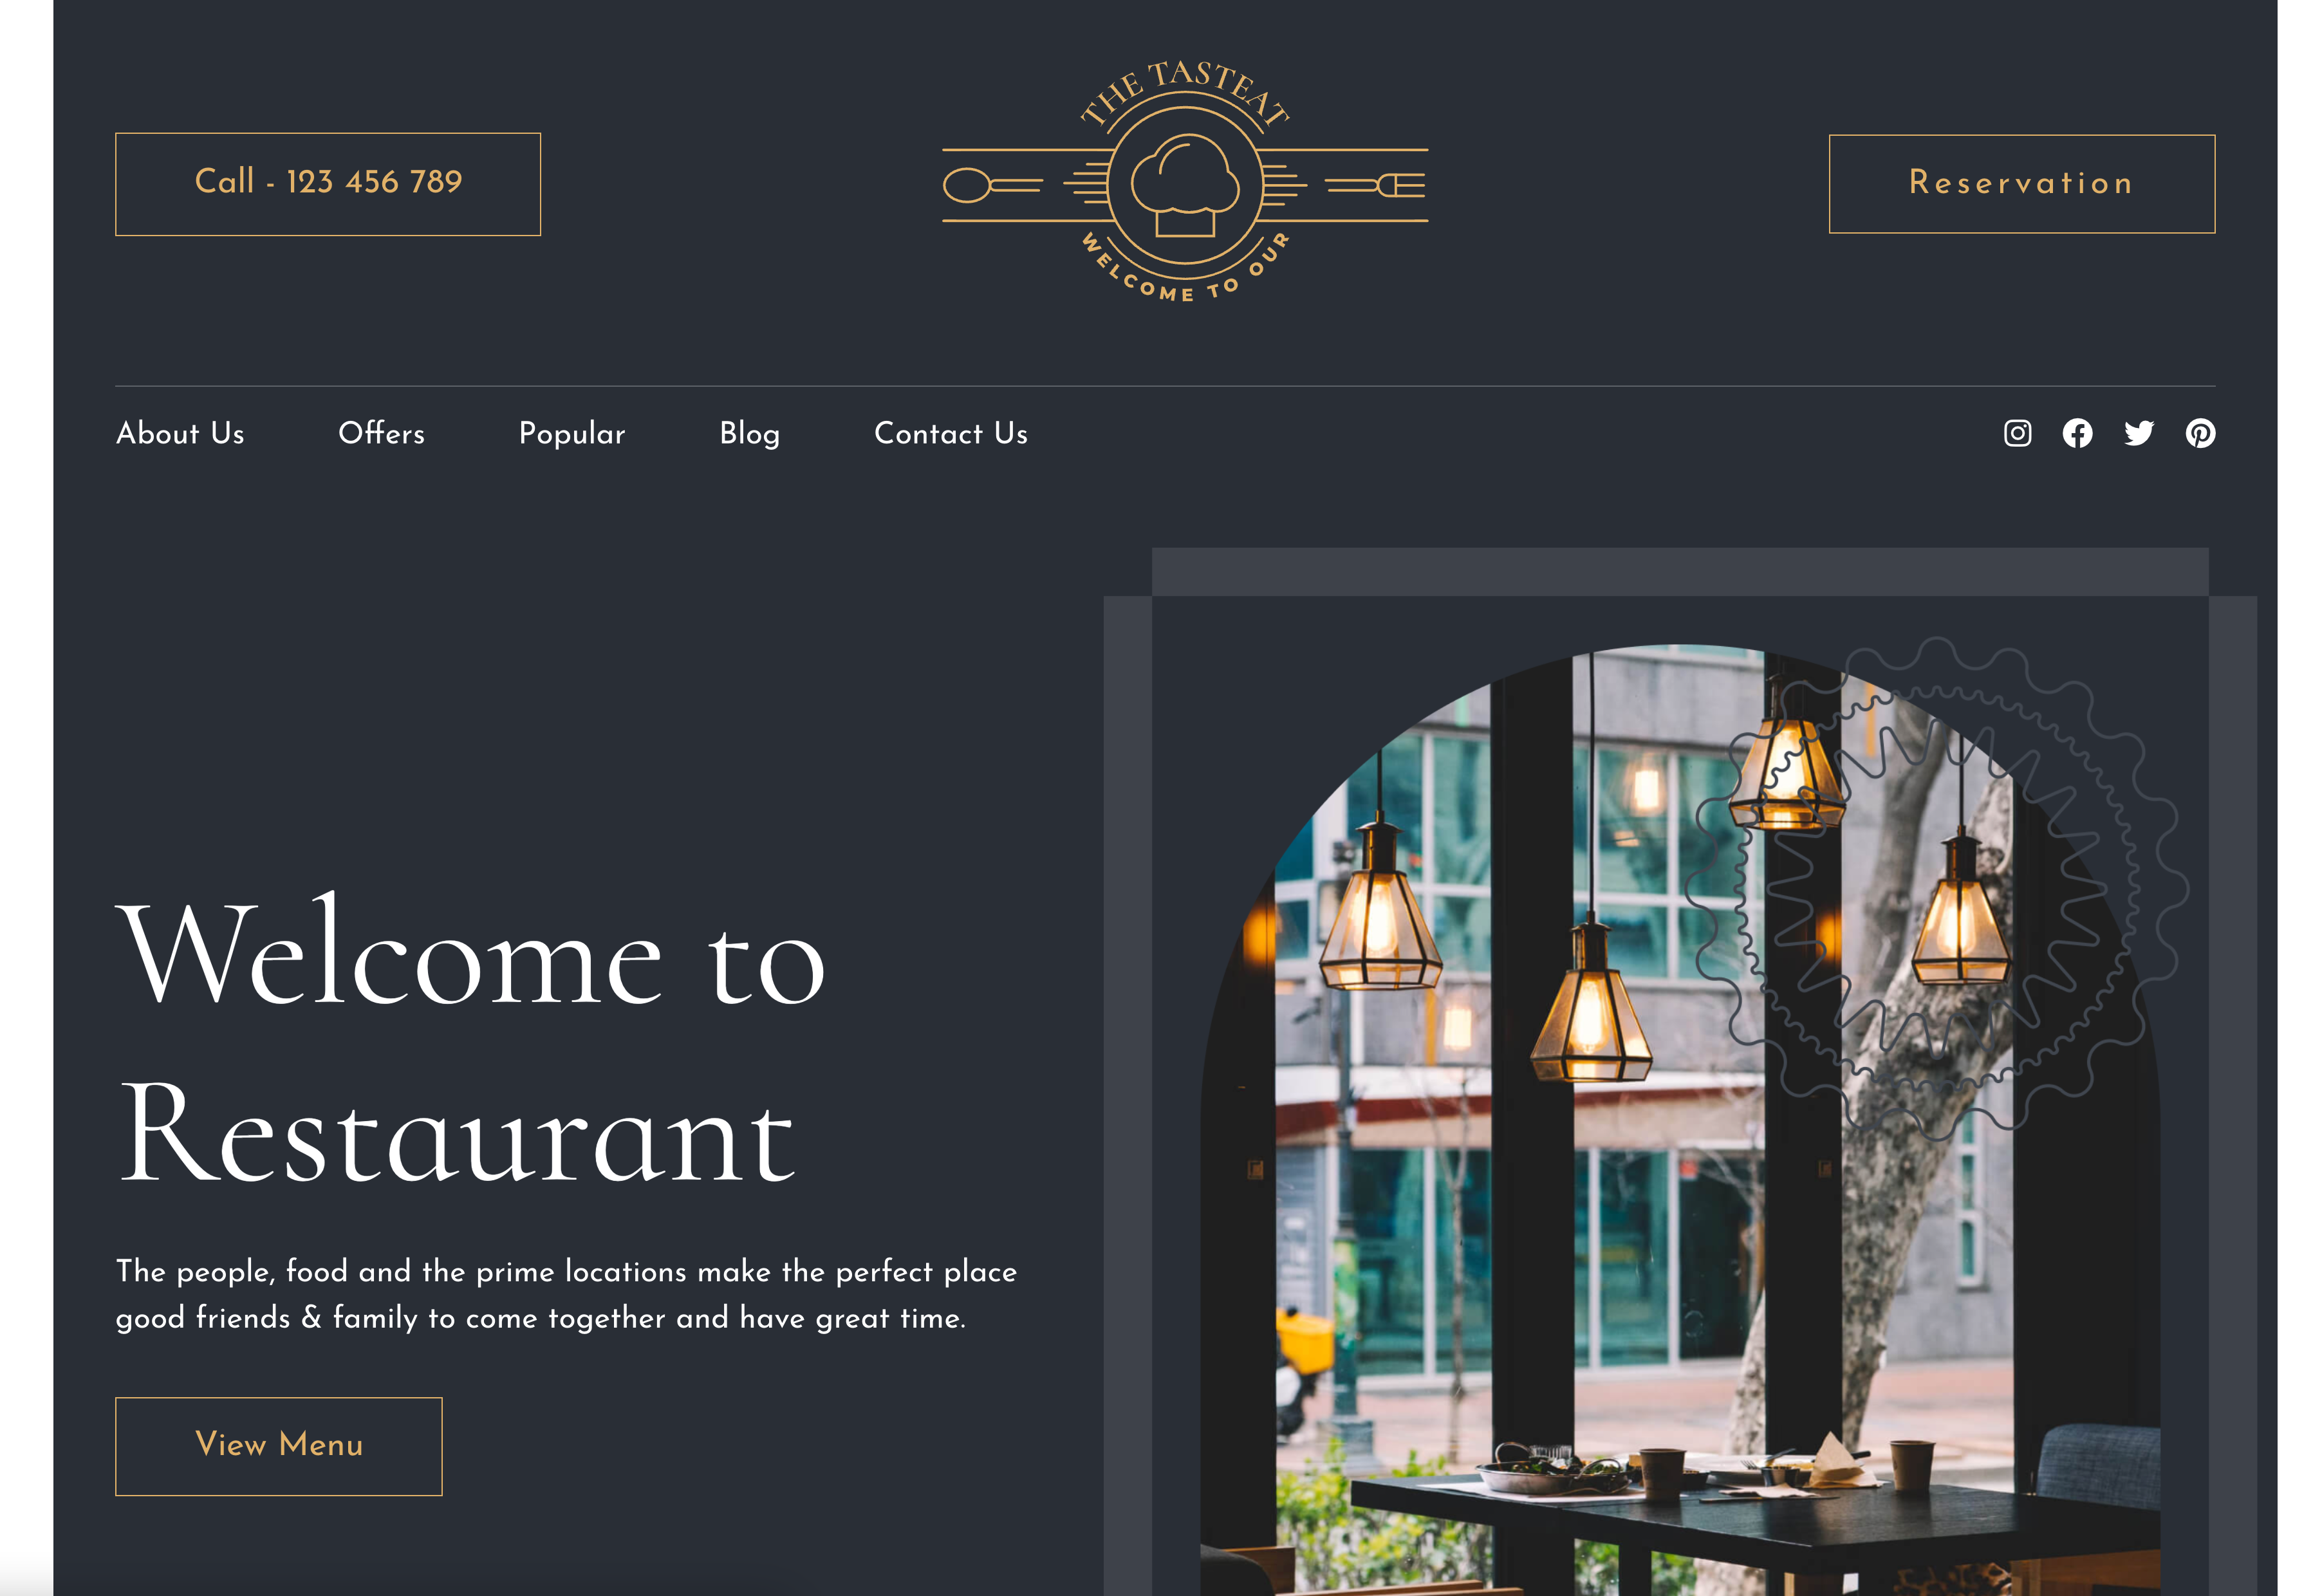 Call - 123 456 789
THE TASTEAT
WELCOME TO OUR
Reservation
About Us
Offers
Popular
Blog
Contact Us
Welcome to
Restaurant
The people, food and the prime locations make the perfect place
good friends & family to come together and have great time.
View Menu